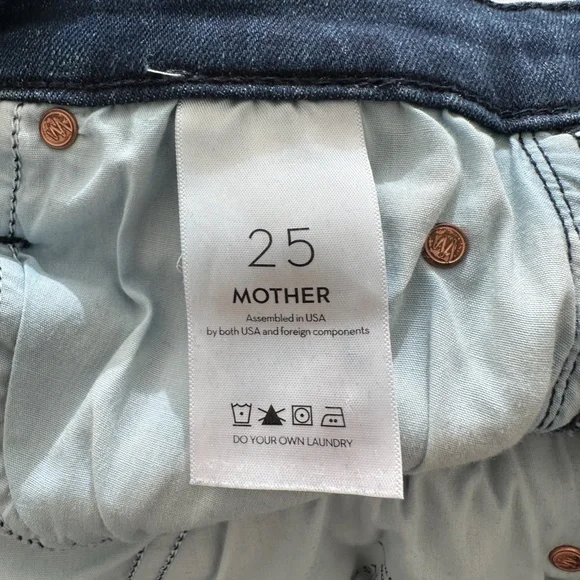 25
MOTHER
Assembled in USA
by both USA and foreign components
DO YOUR OWN LAUNDRY